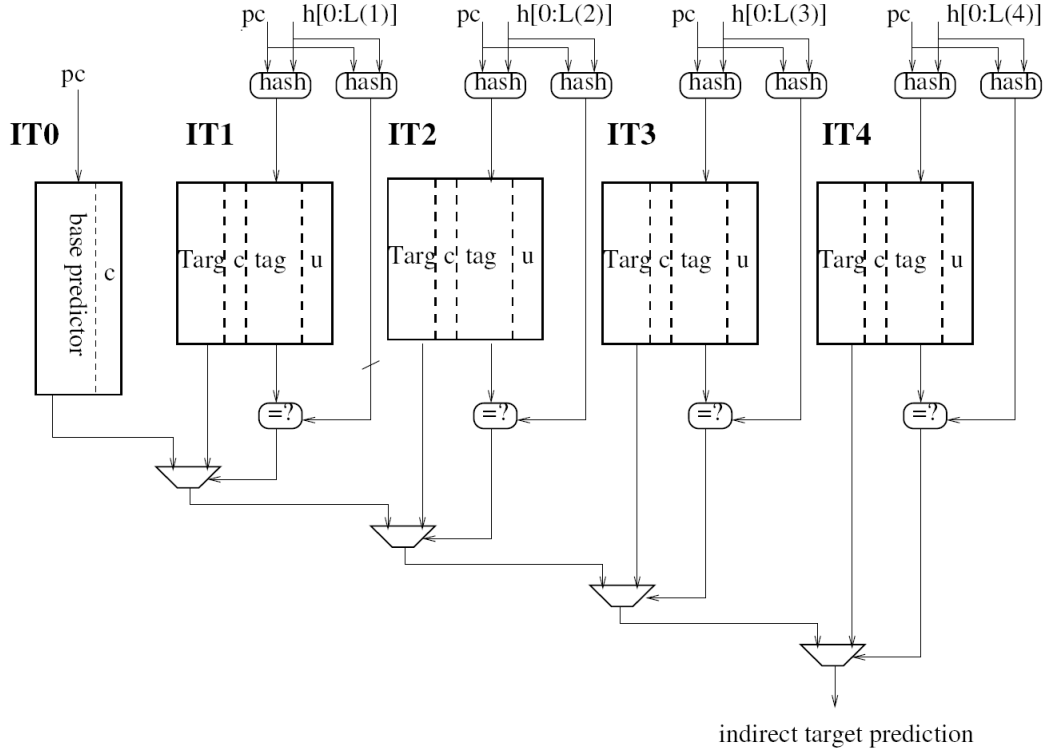 pc h[0:L(1)] pc h[0:L(2)] pc h[0:L(3)] pc h[0:L(4)]
pc
hash hash hash hash hash hash hash hash
IT0 IT1 IT2 IT3 IT4
base predictor
c
Targ c tag u Targ c tag u Targ c tag u Targ c tag u
=? =? =? =?
indirect target prediction